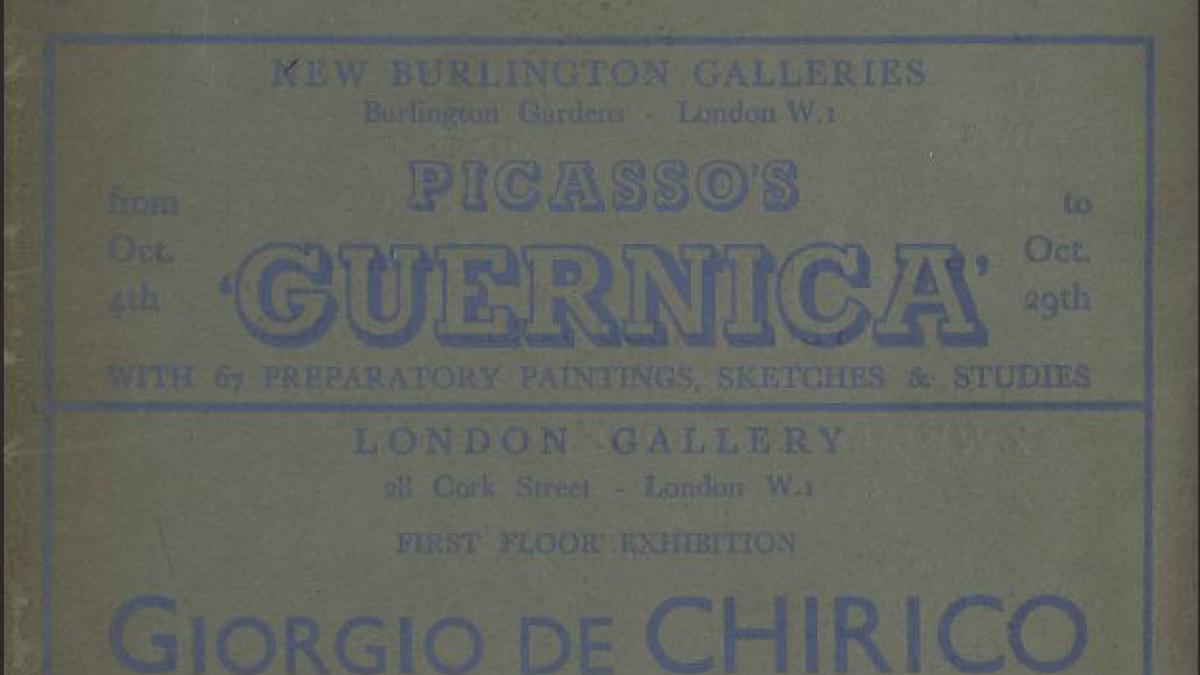 NEW BURLINGTON GALLERIES
Burlington Gardens - London W.1
PICASSO'S
from Oct. 4th
to Oct. 29th
'GUERNICA'
WITH 67 PREPARATORY PAINTINGS, SKETCHES & STUDIES
LONDON GALLERY
28 Cork Street - London W.1
FIRST FLOOR EXHIBITION
GIORGIO DE CHIRICO